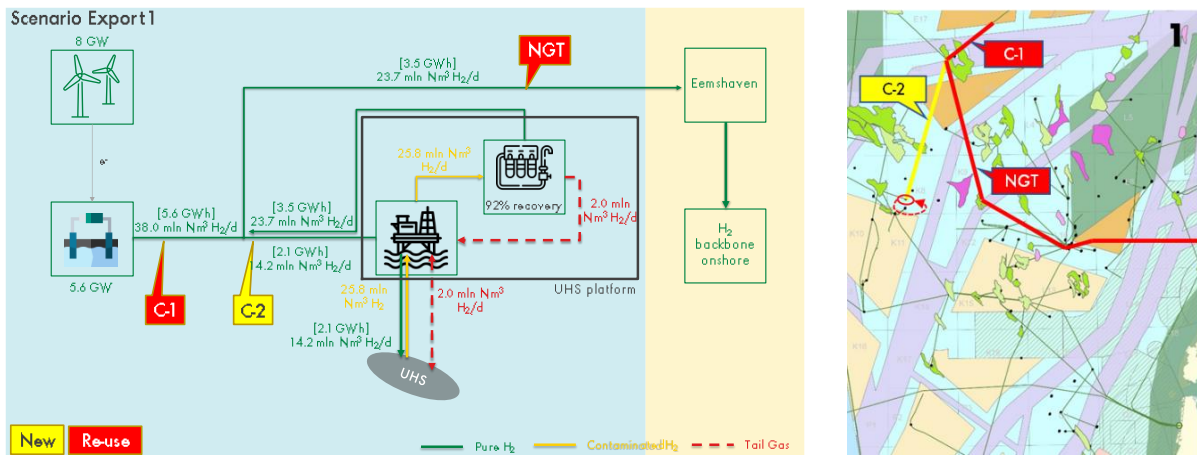 Scenario Export1
8 GW
e-
5.6 GW
[5.6 GWh]
38.0 mln Nm³ H₂/d
C-1
C-2
[3.5 GWh]
23.7 mln Nm³ H₂/d
[2.1 GWh]
14.2 mln Nm³ H₂/d
[3.5 GWh]
23.7 mln Nm³ H₂/d
NGT
25.8 mln Nm³
H₂/d
92% recovery
2.0 mln
Nm³ H₂/d
UHS platform
25.8 mln
Nm³ H₂
2.0 mln Nm³
H₂/d
[2.1 GWh]
14.2 mln Nm³ H₂/d
UHS
Eemshaven
H₂
backbone
onshore
New
Re-use
Pure H₂
Contaminated H₂
Tail Gas
1
C-1
C-2
NGT